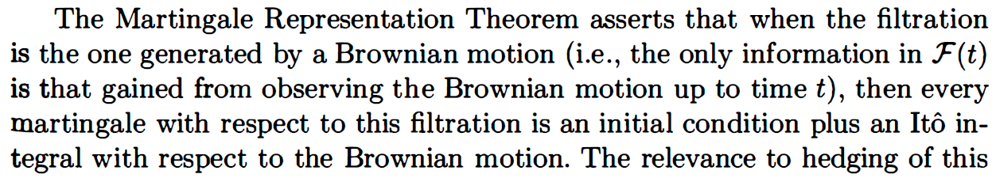 The Martingale Representation Theorem asserts that when the filtration
is the one generated by a Brownian motion (i.e., the only information in ℱ(t)
is that gained from observing the Brownian motion up to time t), then every
martingale with respect to this filtration is an initial condition plus an Itô in-
tegral with respect to the Brownian motion. The relevance to hedging of this